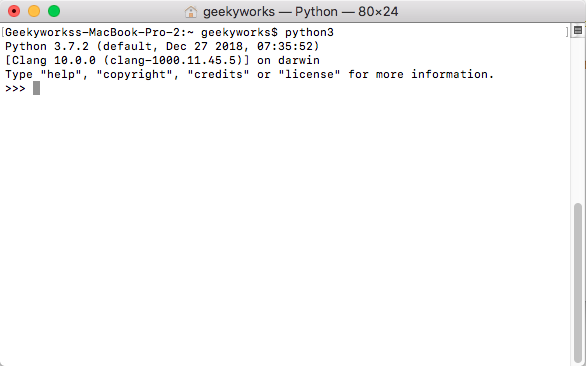 geekyworks — Python — 80×24
[Geekyworkss-MacBook-Pro-2:~ geekyworks$ python3 ]
Python 3.7.2 (default, Dec 27 2018, 07:35:52)
[Clang 10.0.0 (clang-1000.11.45.5)] on darwin
Type "help", "copyright", "credits" or "license" for more information.
>>>